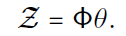 𝓩 = Φθ.